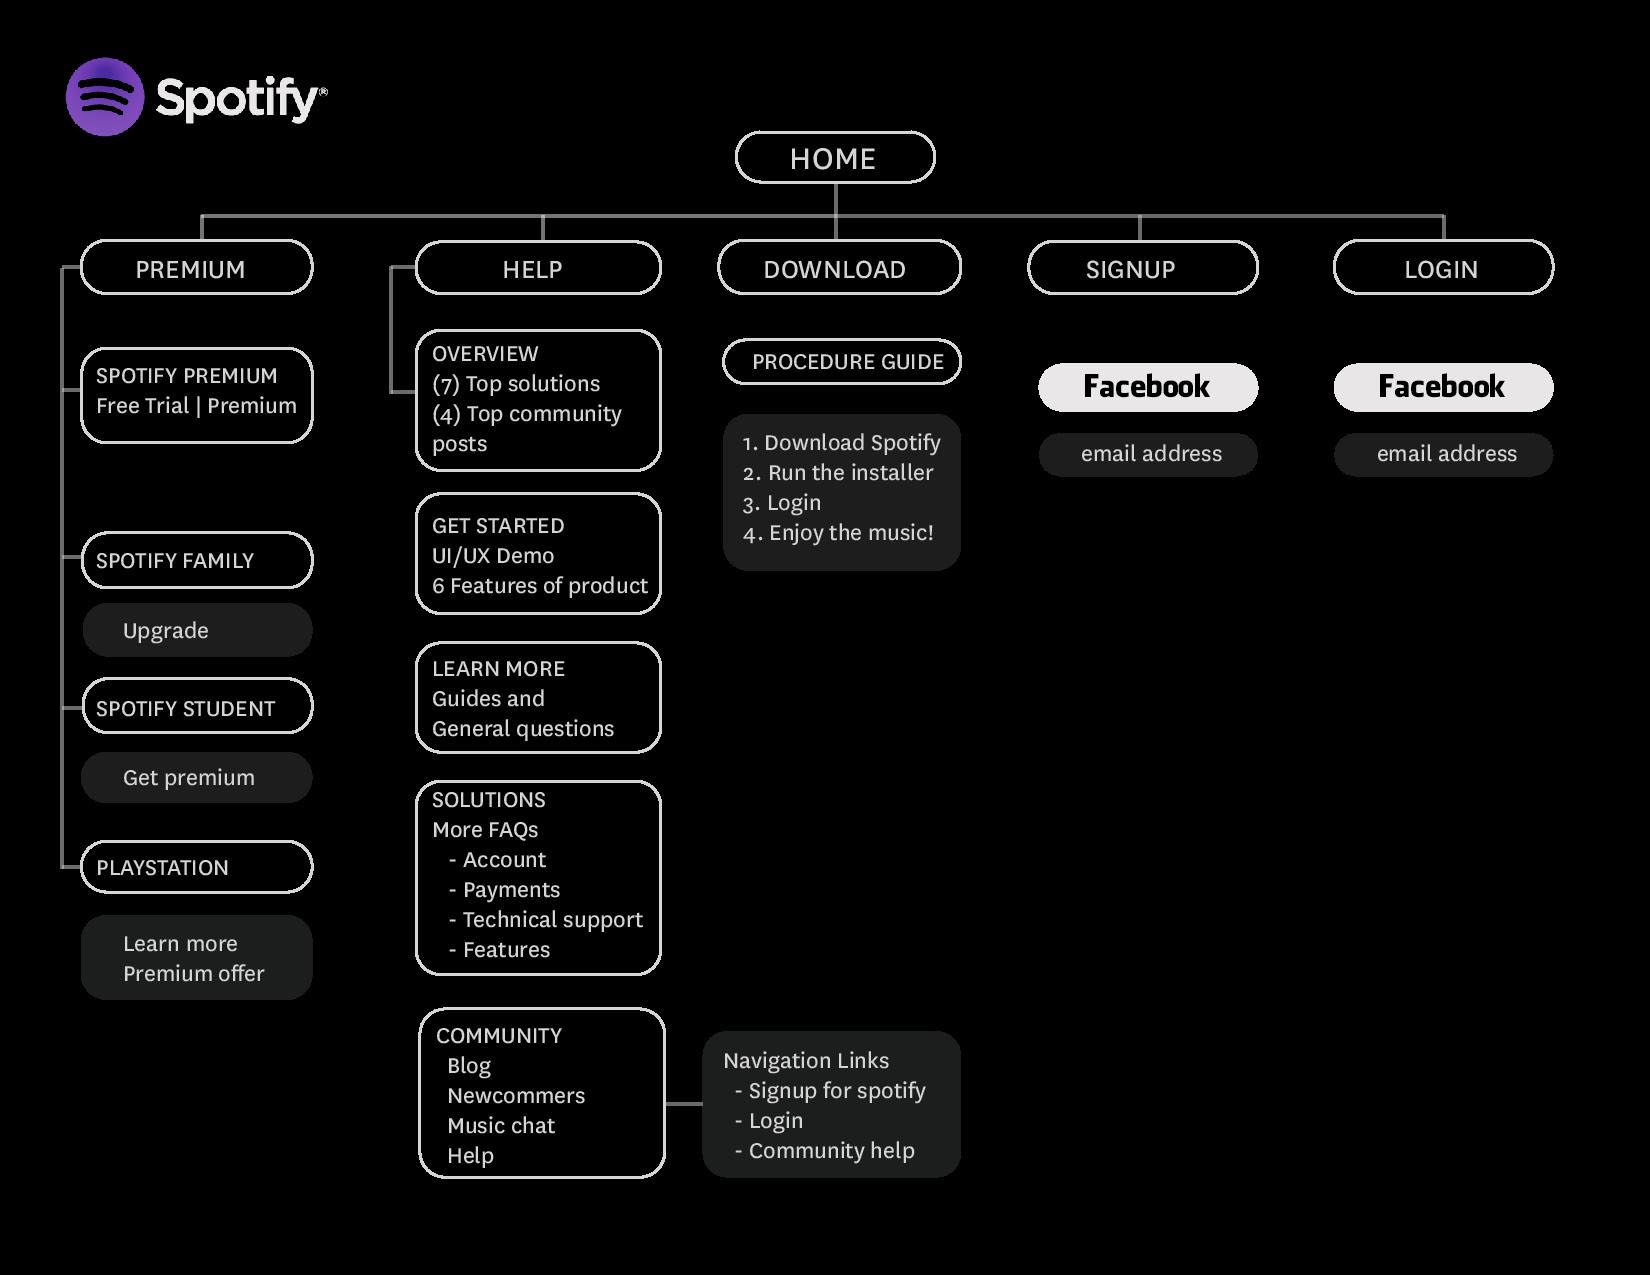 Spotify®
HOME
PREMIUM
HELP
DOWNLOAD
SIGNUP
LOGIN
SPOTIFY PREMIUM
Free Trial | Premium
SPOTIFY FAMILY
Upgrade
SPOTIFY STUDENT
Get premium
PLAYSTATION
Learn more
Premium offer
OVERVIEW
(7) Top solutions
(4) Top community
posts
GET STARTED
UI/UX Demo
6 Features of product
LEARN MORE
Guides and
General questions
SOLUTIONS
More FAQs
- Account
- Payments
- Technical support
- Features
COMMUNITY
Blog
Newcommers
Music chat
Help
Navigation Links
- Signup for spotify
- Login
- Community help
PROCEDURE GUIDE
1. Download Spotify
2. Run the installer
3. Login
4. Enjoy the music!
Facebook
email address
Facebook
email address